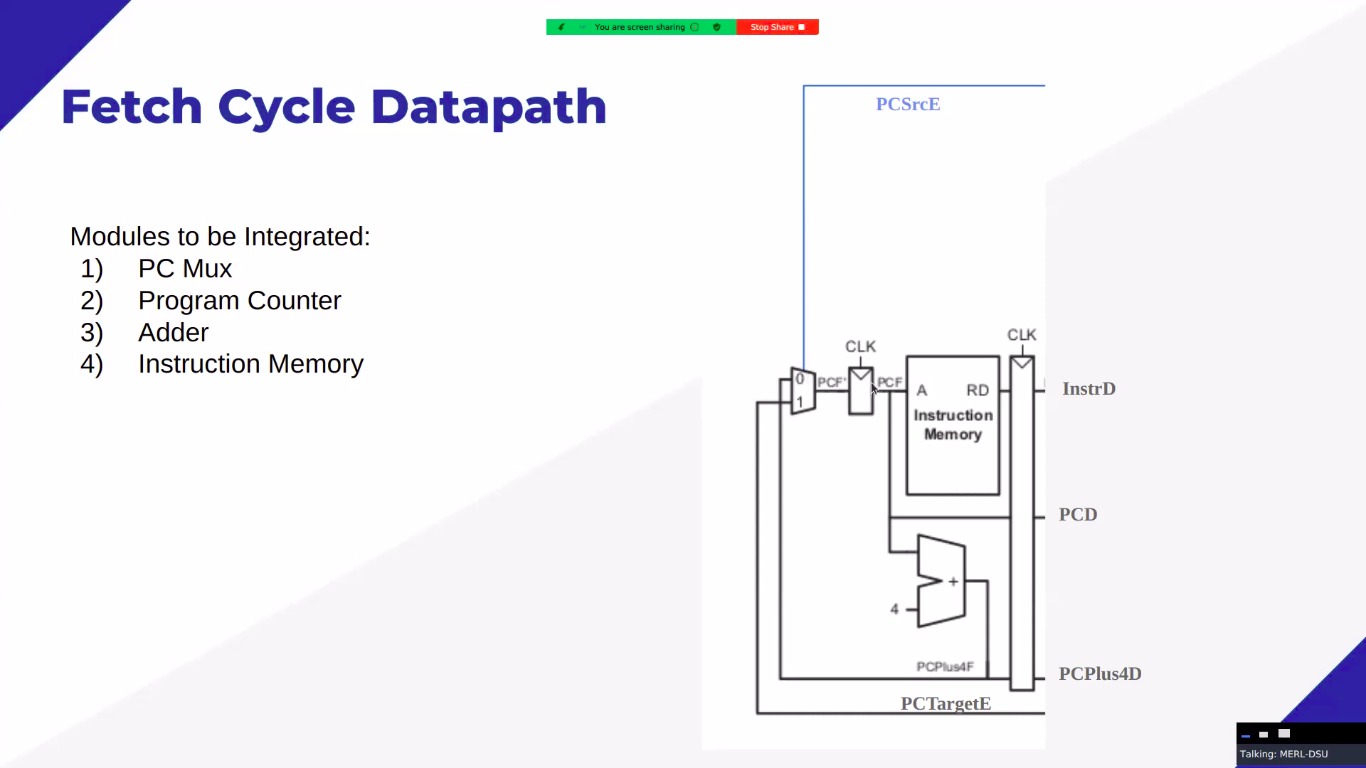 You are screen sharing
Stop Share
Fetch Cycle Datapath
PCSrcE
Modules to be Integrated:
1) PC Mux
2) Program Counter
3) Adder
4) Instruction Memory
CLK
CLK
0
1
PCF'
PCF
A
RD
Instruction
Memory
InstrD
PCD
+
4
PCPlus4F
PCPlus4D
PCTargetE
Talking: MERL-DSU